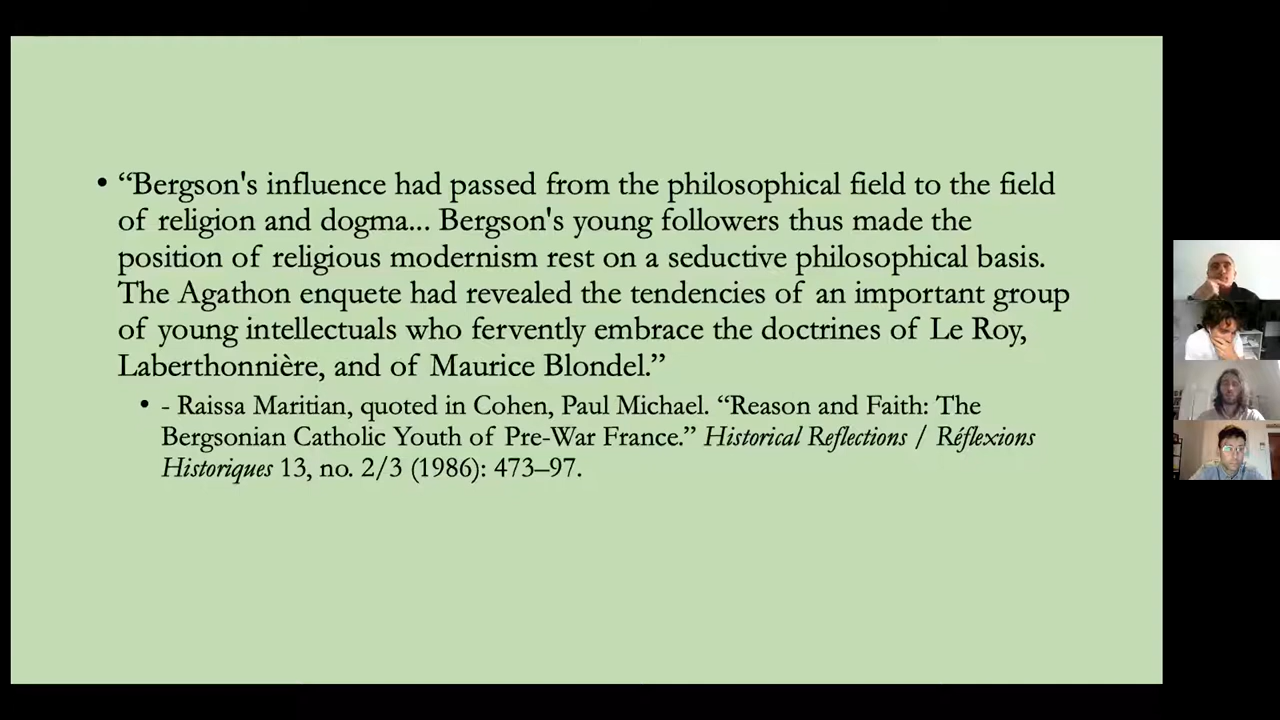 • “Bergson's influence had passed from the philosophical field to the field
of religion and dogma... Bergson's young followers thus made the
position of religious modernism rest on a seductive philosophical basis.
The Agathon enquete had revealed the tendencies of an important group
of young intellectuals who fervently embrace the doctrines of Le Roy,
Laberthonnière, and of Maurice Blondel.”
• - Raissa Maritian, quoted in Cohen, Paul Michael. “Reason and Faith: The
Bergsonian Catholic Youth of Pre-War France.” Historical Reflections / Réflexions
Historiques 13, no. 2/3 (1986): 473–97.